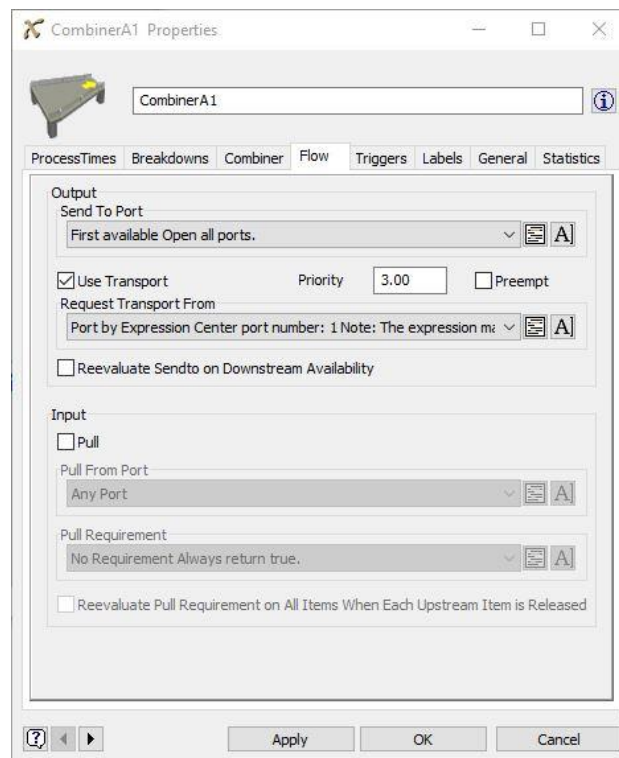 CombinerA1 Properties
CombinerA1
ProcessTimes Breakdowns Combiner Flow Triggers Labels General Statistics
Output
Send To Port
First available Open all ports.
A
Use Transport Priority 3.00 Preempt
Request Transport From
Port by Expression Center port number: 1 Note: The expression ma
A
Reevaluate Sendto on Downstream Availability
Input
Pull
Pull From Port
Any Port
A
Pull Requirement
No Requirement Always return true.
A
Reevaluate Pull Requirement on All Items When Each Upstream Item is Released
Apply OK Cancel